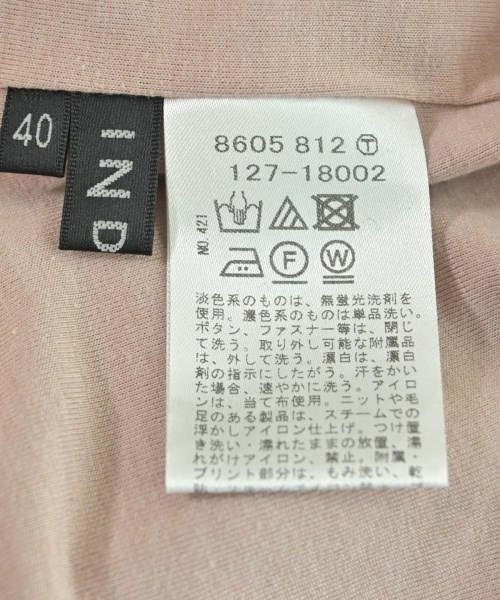 40
IND
8605 812 Ⓣ
127-18002
NO.421
F
W
淡色系のものは、無蛍光洗剤を
使用。濃色系のものは単品洗い。
ボタン、ファスナー等は、閉じ
て洗う。取り外し可能な附属品
は、外して洗う。漂白は、漂白
剤の指示にしたがう。汗をかい
た場合、速やかに洗う。アイロ
ンは、当て布使用。ニットや毛
足のある製品は、スチームでの
浮かしアイロン仕上げ。つけ置
き洗い・濡れたままの放置、濡
れがけアイロン、禁止。附属・
プリント部分は、もみ洗い、乾